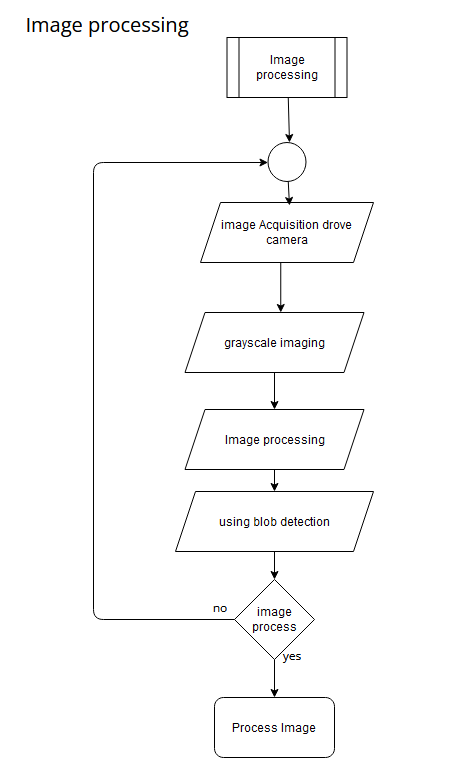 Image processing
Image
processing
image Acquisition drove
camera
grayscale imaging
Image processing
using blob detection
image
process
no
yes
Process Image